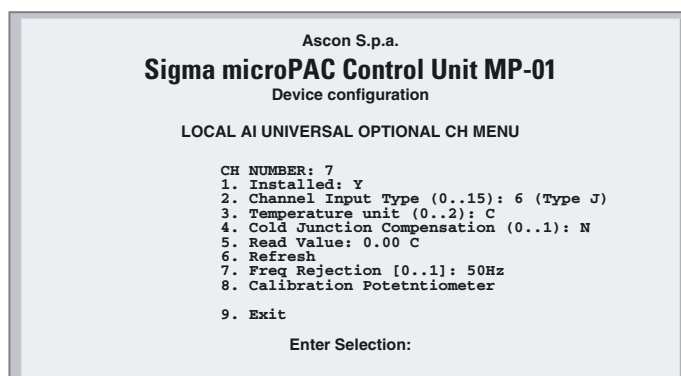 Ascon S.p.a.
Sigma microPAC Control Unit MP-01
Device configuration
LOCAL AI UNIVERSAL OPTIONAL CH MENU
CH NUMBER: 7
1. Installed: Y
2. Channel Input Type (0..15): 6 (Type J)
3. Temperature unit (0..2): C
4. Cold Junction Compensation (0..1): N
5. Read Value: 0.00 C
6. Refresh
7. Freq Rejection [0..1]: 50Hz
8. Calibration Potetntiometer
9. Exit
Enter Selection: